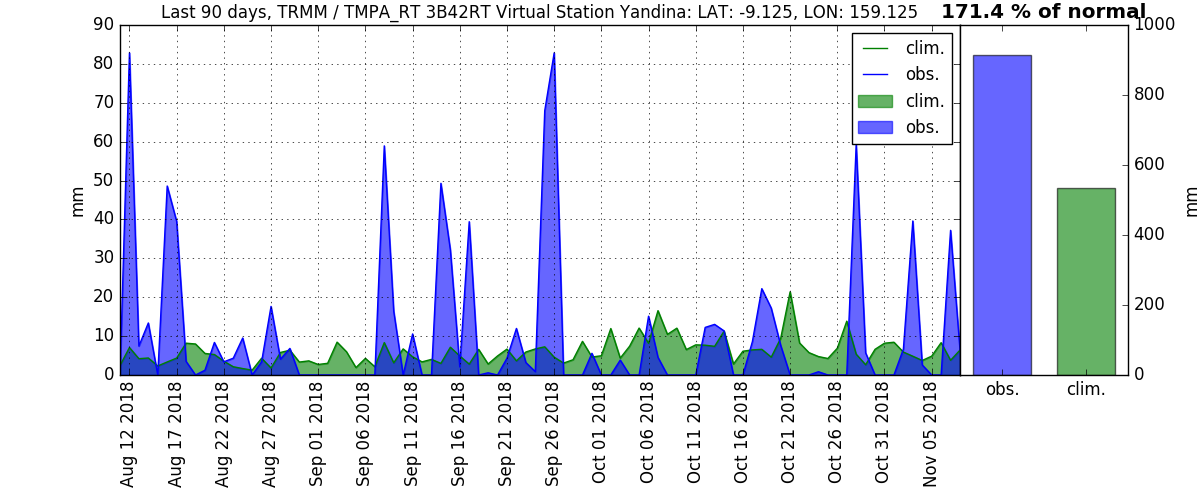 Last 90 days, TRMM / TMPA_RT 3B42RT Virtual Station Yandina: LAT: -9.125, LON: 159.125
171.4 % of normal
mm
90
80
70
60
50
40
30
20
10
0
clim.
obs.
clim.
obs.
Aug 12 2018
Aug 17 2018
Aug 22 2018
Aug 27 2018
Sep 01 2018
Sep 06 2018
Sep 11 2018
Sep 16 2018
Sep 21 2018
Sep 26 2018
Oct 01 2018
Oct 06 2018
Oct 11 2018
Oct 16 2018
Oct 21 2018
Oct 26 2018
Oct 31 2018
Nov 05 2018
obs.
clim.
1000
800
600
400
200
0
mm